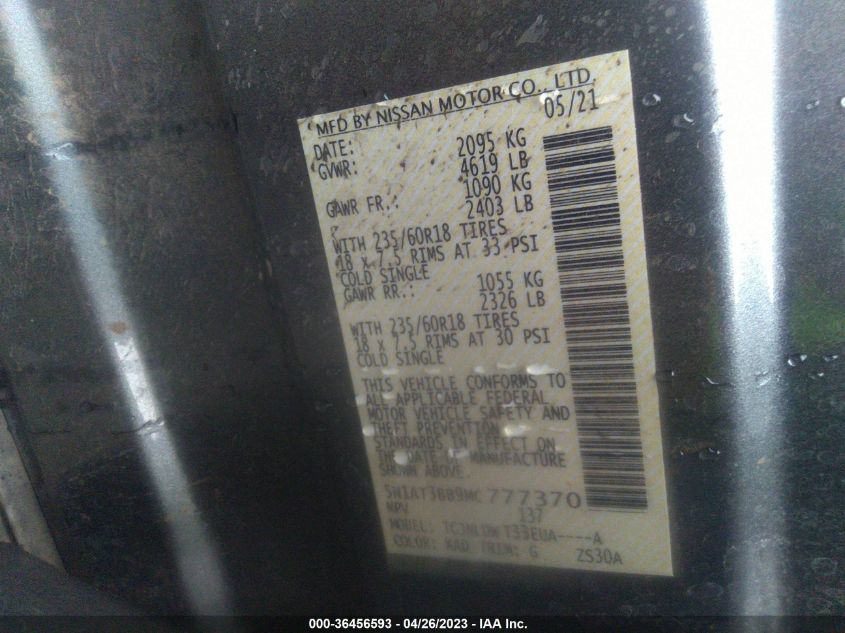 MFD BY NISSAN MOTOR CO., LTD.
DATE: 05/21
GVWR: 2095 KG
4619 LB
GAWR FR.: 1090 KG
2403 LB
WITH 235/60R18 TIRES
18 x 7.5 RIMS AT 33 PSI
COLD SINGLE
GAWR RR.: 1055 KG
2326 LB
WITH 235/60R18 TIRES
18 x 7.5 RIMS AT 30 PSI
COLD SINGLE
THIS VEHICLE CONFORMS TO
ALL APPLICABLE FEDERAL
MOTOR VEHICLE SAFETY AND
THEFT PREVENTION
STANDARDS IN EFFECT ON
THE DATE OF MANUFACTURE
SHOWN ABOVE.
777370
MPV 137
MODEL: T33EUA----A
COLOR: KAD TRIM: G ZS30A
000-36456593 / 04/26/2023 - IAA Inc.